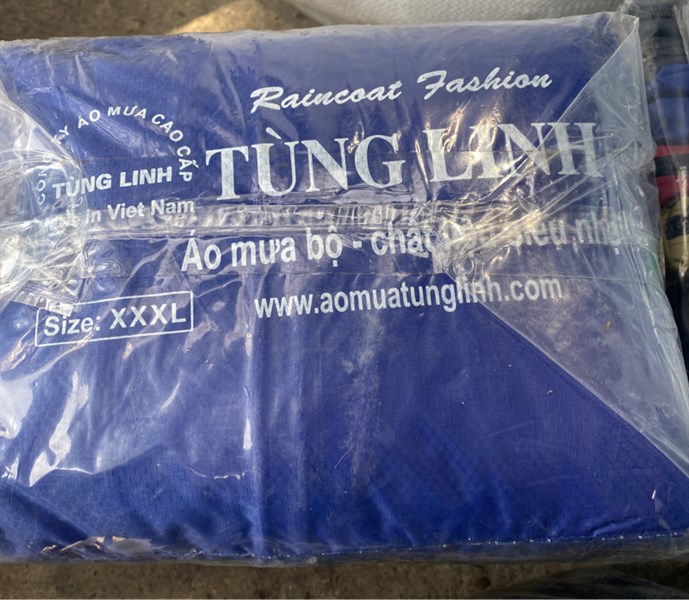 Raincoat Fashion
TÙNG LINH
ÁO MƯA CAO CẤP
TÙNG LINH
In Viet Nam
Áo mưa bộ -
Size: XXXL
www.aomuatunglinh.com